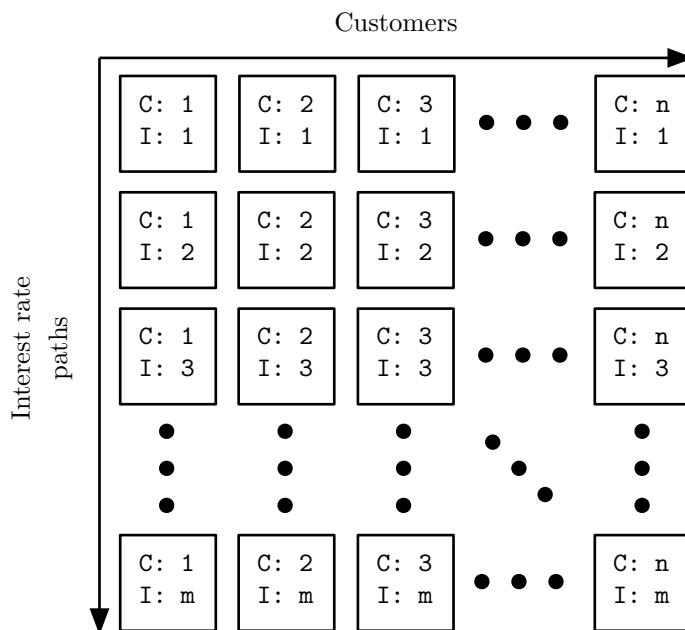 Customers
C: 1
I: 1
C: 2
I: 1
C: 3
I: 1
C: n
I: 1
C: 1
I: 2
C: 2
I: 2
C: 3
I: 2
C: n
I: 2
Interest rate
paths
C: 1
I: 3
C: 2
I: 3
C: 3
I: 3
C: n
I: 3
C: 1
I: m
C: 2
I: m
C: 3
I: m
C: n
I: m